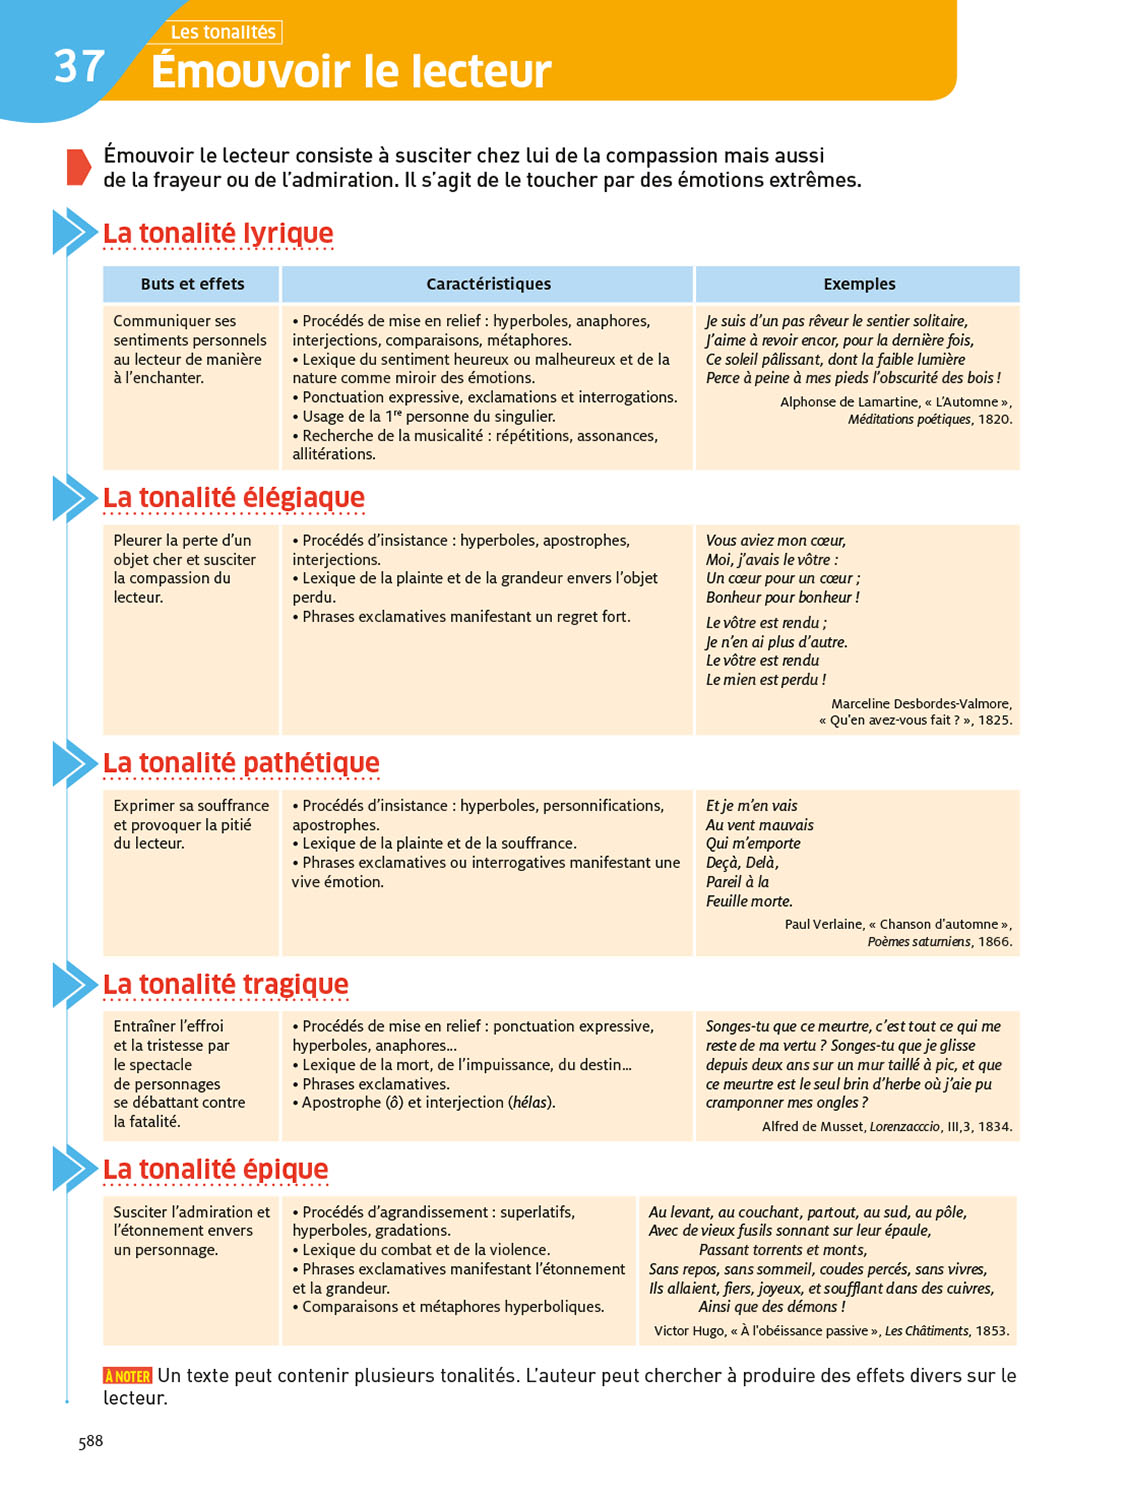 Les tonalités
37
Émouvoir le lecteur
Émouvoir le lecteur consiste à susciter chez lui de la compassion mais aussi
de la frayeur ou de l'admiration. Il s'agit de le toucher par des émotions extrêmes.
La tonalité lyrique
Buts et effets
Caractéristiques
Exemples
Communiquer ses
sentiments personnels
au lecteur de manière
à l'enchanter.
• Procédés de mise en relief : hyperboles, anaphores,
interjections, comparaisons, métaphores.
• Lexique du sentiment heureux ou malheureux et de la
nature comme miroir des émotions.
• Ponctuation expressive, exclamations et interrogations.
• Usage de la 1re personne du singulier.
• Recherche de la musicalité : répétitions, assonances,
allitérations.
Je suis d'un pas rêveur le sentier solitaire,
J'aime à revoir encor, pour la dernière fois,
Ce soleil pâlissant, dont la faible lumière
Perce à peine à mes pieds l'obscurité des bois !
Alphonse de Lamartine, « L'Automne »,
Méditations poétiques, 1820.
La tonalité élégiaque
Pleurer la perte d'un
objet cher et susciter
la compassion du
lecteur.
• Procédés d'insistance : hyperboles, apostrophes,
interjections.
• Lexique de la plainte et de la grandeur envers l'objet
perdu.
• Phrases exclamatives manifestant un regret fort.
Vous aviez mon cœur,
Moi, j'avais le vôtre :
Un cœur pour un cœur ;
Bonheur pour bonheur !
Le vôtre est rendu ;
Je n'en ai plus d'autre.
Le vôtre est rendu
Le mien est perdu !
Marceline Desbordes-Valmore,
« Qu'en avez-vous fait ? », 1825.
La tonalité pathétique
Exprimer sa souffrance
et provoquer la pitié
du lecteur.
• Procédés d'insistance : hyperboles, personnifications,
apostrophes.
• Lexique de la plainte et de la souffrance.
• Phrases exclamatives ou interrogatives manifestant une
vive émotion.
Et je m'en vais
Au vent mauvais
Qui m'emporte
Deçà, Delà,
Pareil à la
Feuille morte.
Paul Verlaine, « Chanson d'automne »,
Poèmes saturniens, 1866.
La tonalité tragique
Entraîner l'effroi
et la tristesse par
le spectacle
de personnages
se débattant contre
la fatalité.
• Procédés de mise en relief : ponctuation expressive,
hyperboles, anaphores...
• Lexique de la mort, de l'impuissance, du destin...
• Phrases exclamatives.
• Apostrophe (ô) et interjection (hélas).
Songes-tu que ce meurtre, c'est tout ce qui me
reste de ma vertu ? Songes-tu que je glisse
depuis deux ans sur un mur taillé à pic, et que
ce meurtre est le seul brin d'herbe où j'aie pu
cramponner mes ongles ?
Alfred de Musset, Lorenzacccio, III,3, 1834.
La tonalité épique
Susciter l'admiration et
l'étonnement envers
un personnage.
• Procédés d'agrandissement : superlatifs,
hyperboles, gradations.
• Lexique du combat et de la violence.
• Phrases exclamatives manifestant l'étonnement
et la grandeur.
• Comparaisons et métaphores hyperboliques.
Au levant, au couchant, partout, au sud, au pôle,
Avec de vieux fusils sonnant sur leur épaule,
Passant torrents et monts,
Sans repos, sans sommeil, coudes percés, sans vivres,
Ils allaient, fiers, joyeux, et soufflant dans des cuivres,
Ainsi que des démons !
Victor Hugo, « À l'obéissance passive », Les Châtiments, 1853.
À NOTER Un texte peut contenir plusieurs tonalités. L'auteur peut chercher à produire des effets divers sur le
lecteur.
588